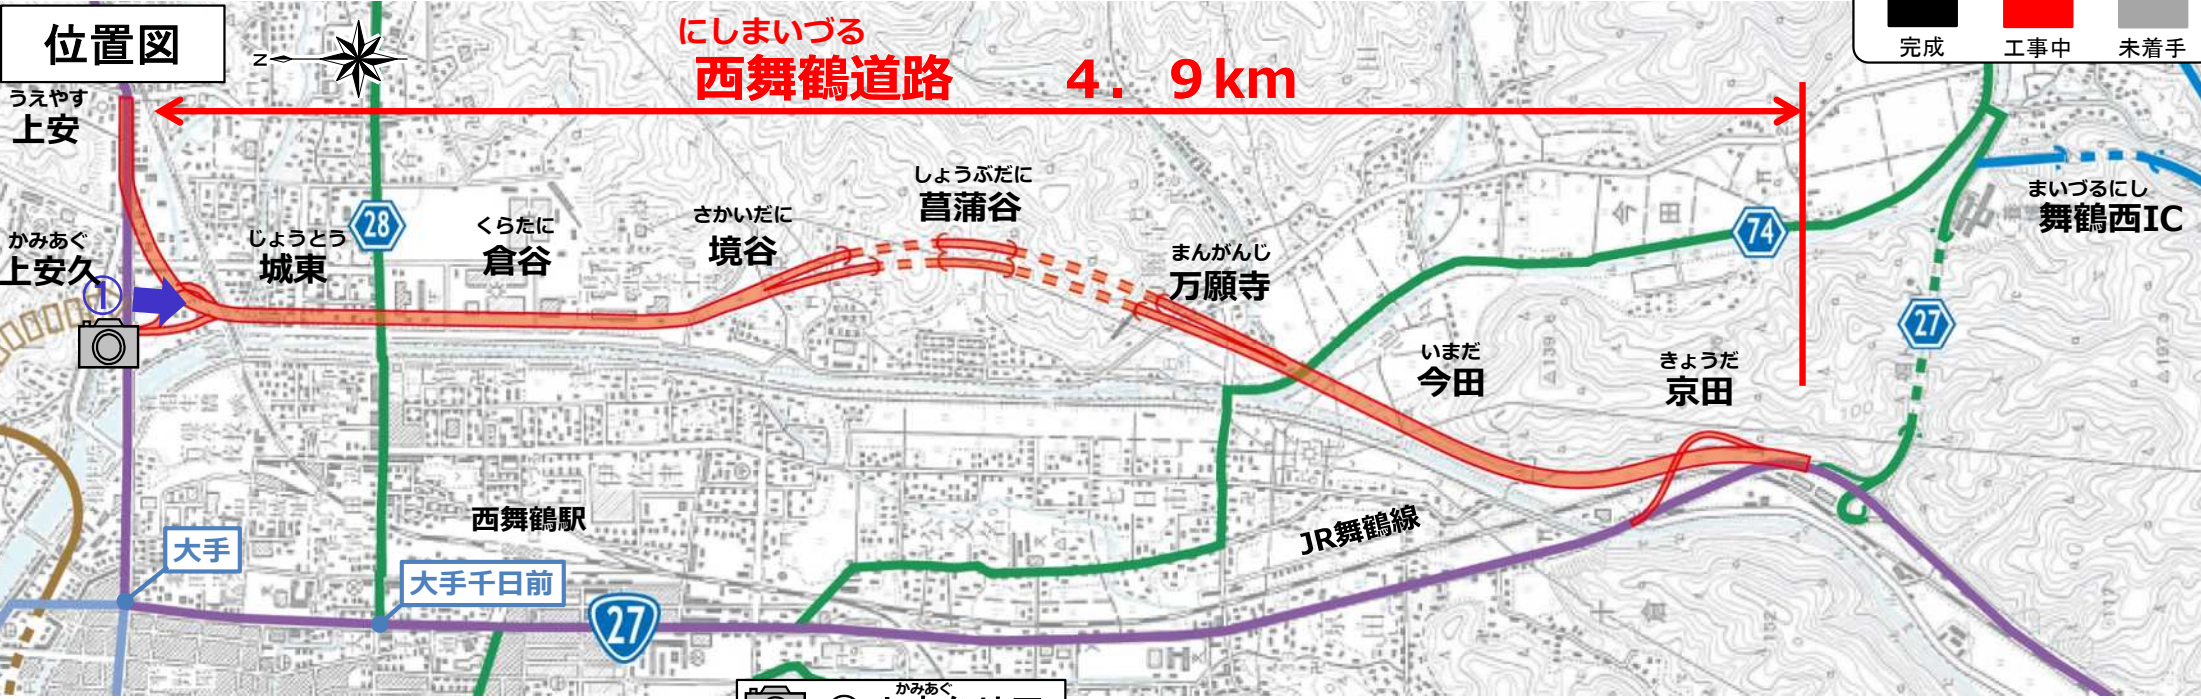 位置図
N
にしまいづる
西舞鶴道路　4．9km
完成
工事中
未着手
うえやす
上安
かみあぐ
上安久
①
じょうとう
城東
28
くらたに
倉谷
さかいだに
境谷
しょうぶだに
菖蒲谷
まんがんじ
万願寺
いまだ
今田
きょうだ
京田
74
まいづるにし
舞鶴西IC
27
今田
西舞鶴駅
JR舞鶴線
大手
大手千日前
27
かみあぐ